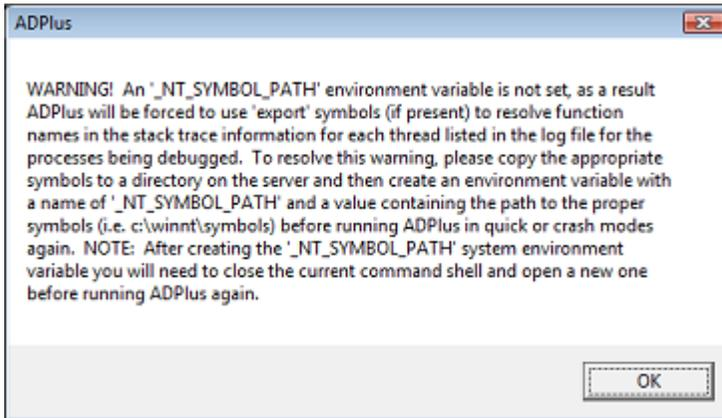 ADPlus
WARNING!  An '_NT_SYMBOL_PATH' environment variable is not set, as a result
ADPlus will be forced to use 'export' symbols (if present) to resolve function
names in the stack trace information for each thread listed in the log file for the
processes being debugged.  To resolve this warning, please copy the appropriate
symbols to a directory on the server and then create an environment variable with
a name of '_NT_SYMBOL_PATH' and a value containing the path to the proper
symbols (i.e. c:\winnt\symbols) before running ADPlus in quick or crash modes
again.  NOTE:  After creating the '_NT_SYMBOL_PATH' system environment
variable you will need to close the current command shell and open a new one
before running ADPlus again.
OK